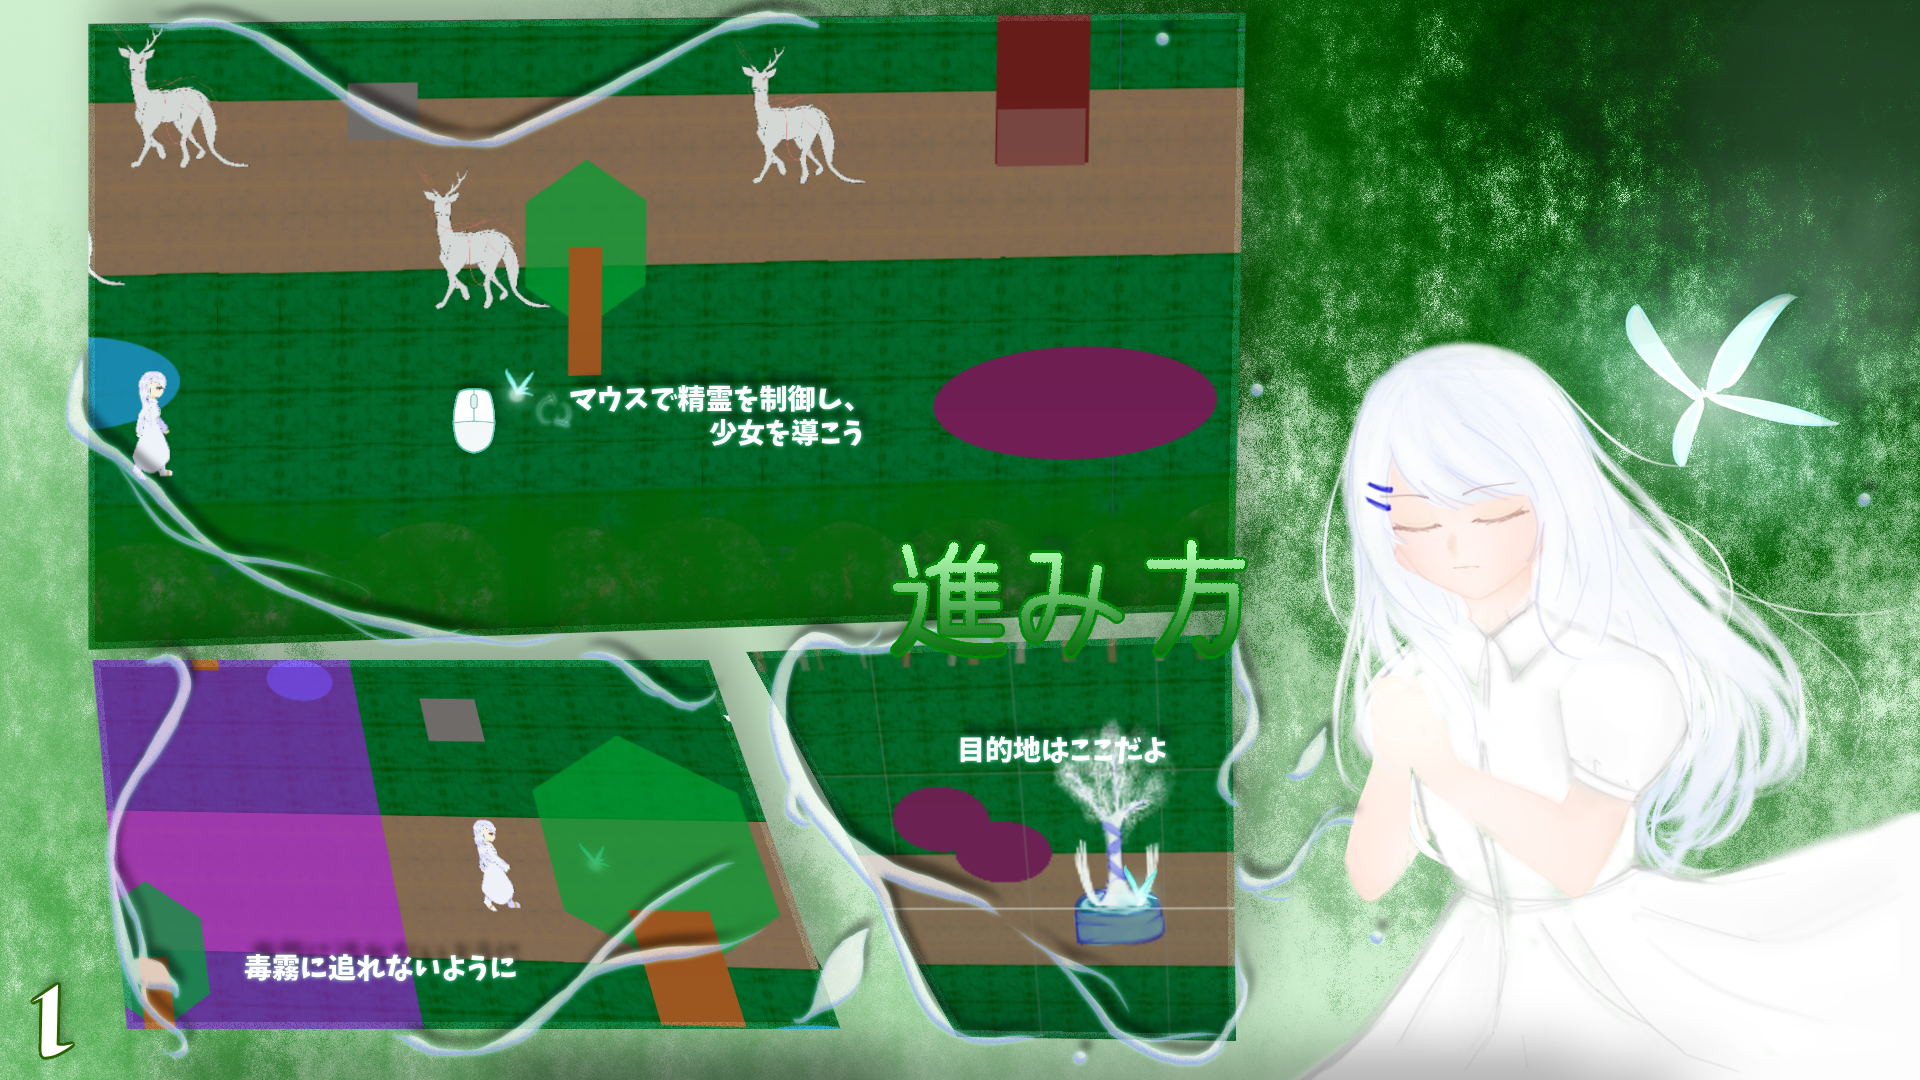 マウスで精霊を制御し、
少女を導こう
進み方
毒霧に追れないように
目的地はここだよ
1